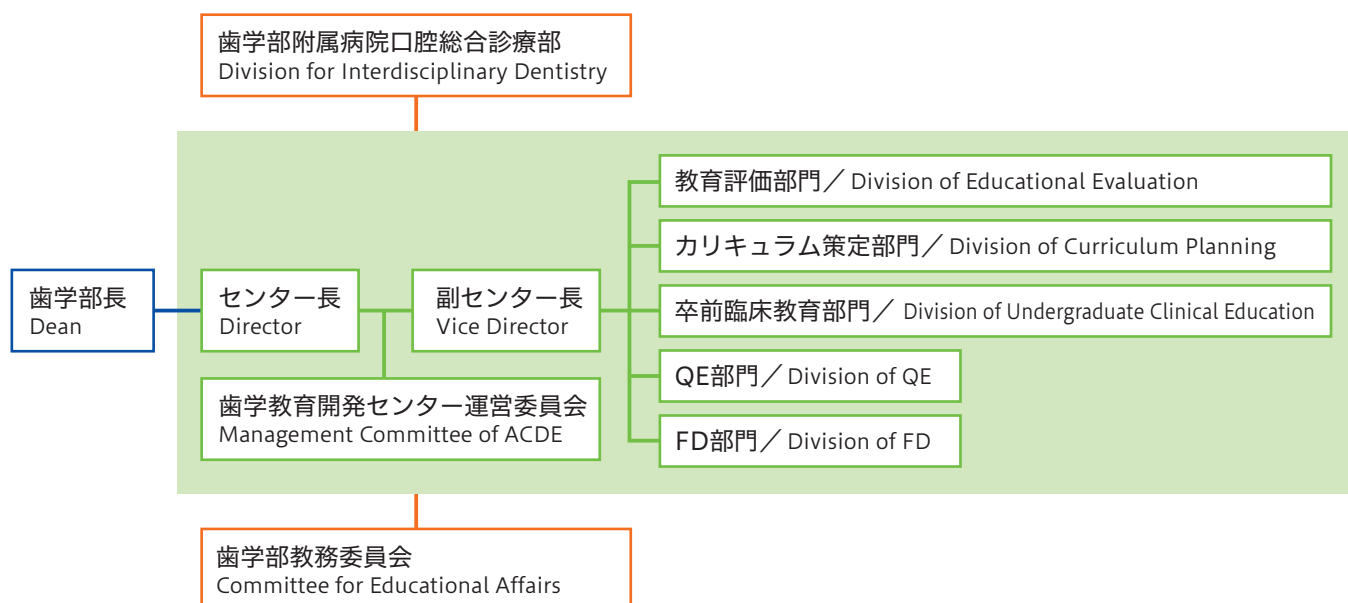 歯学部附属病院口腔総合診療部
Division for Interdisciplinary Dentistry
歯学部長
Dean
センター長
Director
副センター長
Vice Director
歯学教育開発センター運営委員会
Management Committee of ACDE
教育評価部門／Division of Educational Evaluation
カリキュラム策定部門／Division of Curriculum Planning
卒前臨床教育部門／Division of Undergraduate Clinical Education
QE部門／Division of QE
FD部門／Division of FD
歯学部教務委員会
Committee for Educational Affairs